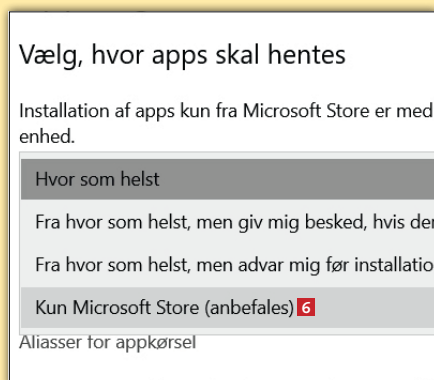 Vælg, hvor apps skal hentes
Installation af apps kun fra Microsoft Store er med
enhed.
Hvor som helst
Fra hvor som helst, men giv mig besked, hvis der
Fra hvor som helst, men advar mig før installatio
Kun Microsoft Store (anbefales) 6
Aliasser for appkørsel